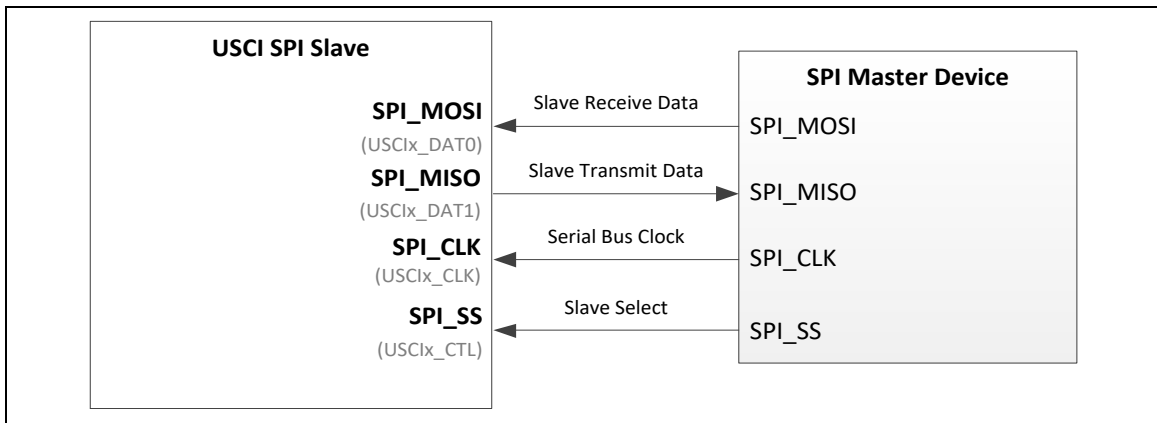 USCI SPI Slave
SPI_MOSI
(USCIx_DAT0)
SPI_MISO
(USCIx_DAT1)
SPI_CLK
(USCIx_CLK)
SPI_SS
(USCIx_CTL)
Slave Receive Data
Slave Transmit Data
Serial Bus Clock
Slave Select
SPI Master Device
SPI_MOSI
SPI_MISO
SPI_CLK
SPI_SS